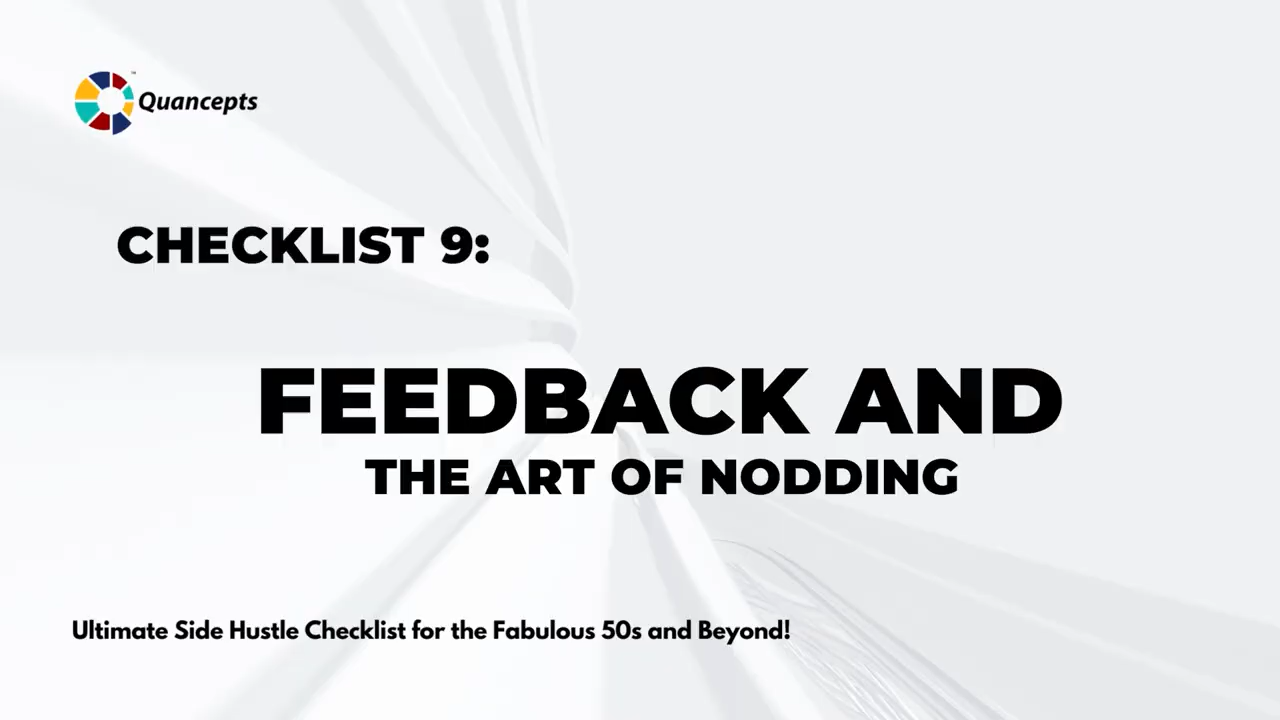 Quancepts
CHECKLIST 9:
FEEDBACK AND
THE ART OF NODDING
Ultimate Side Hustle Checklist for the Fabulous 50s and Beyond!